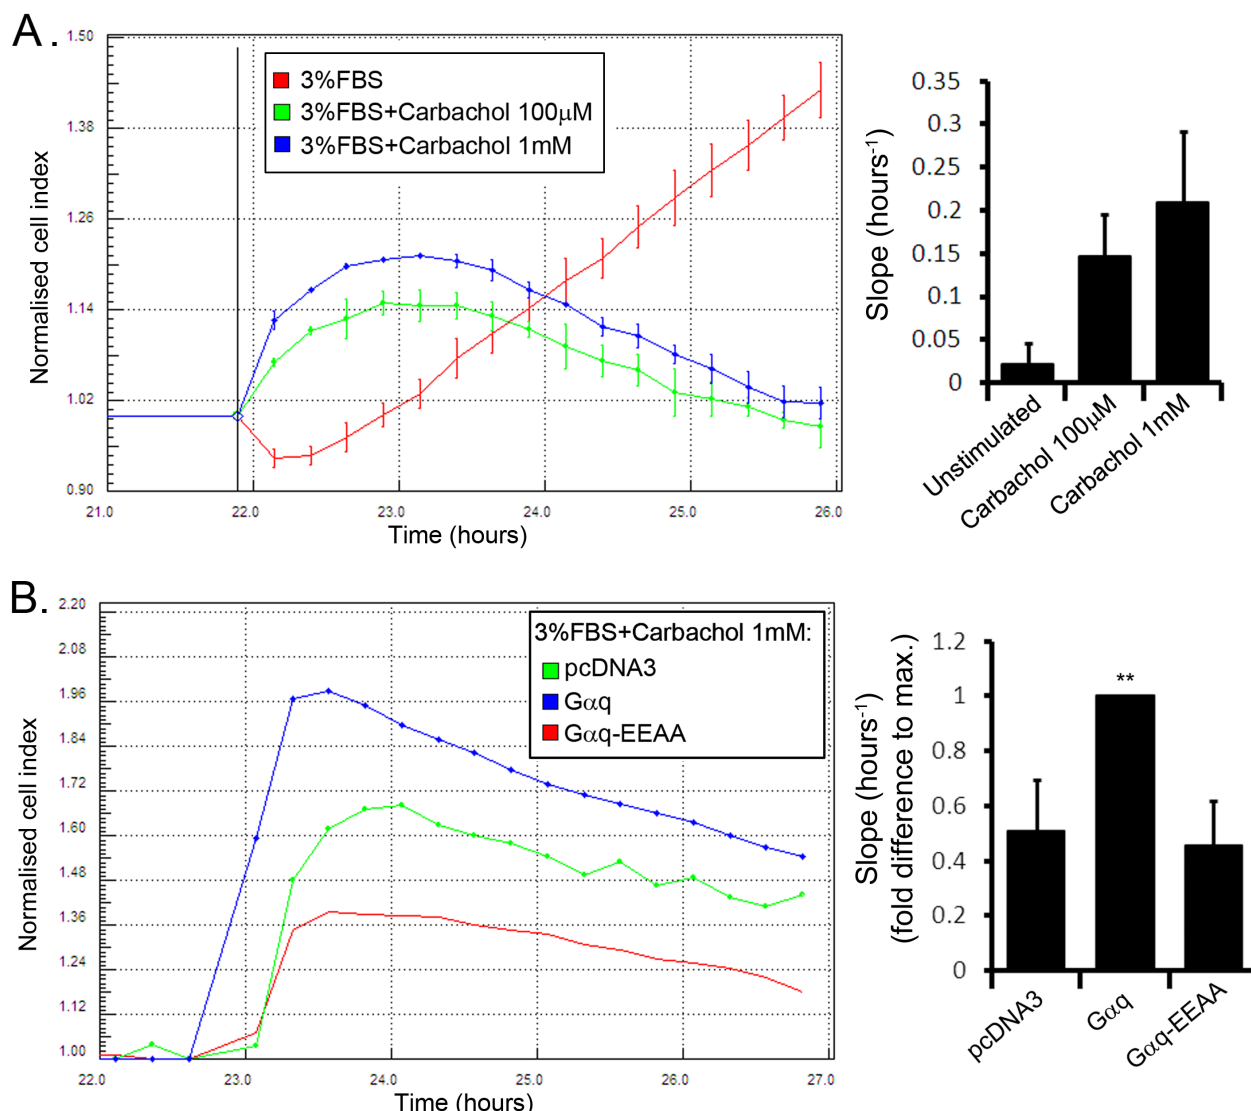 A.
1.50
1.38
1.26
1.14
1.02
0.90
Normalised cell index
3%FBS
3%FBS+Carbachol 100μM
3%FBS+Carbachol 1mM
21.0 22.0 23.0 24.0 25.0 26.0
Time (hours)
0.35
0.3
0.25
0.2
0.15
0.1
0.05
0
Slope (hours-1)
Unstimulated
Carbachol 100μM
Carbachol 1mM
B.
2.20
2.08
1.96
1.84
1.72
1.60
1.48
1.36
1.24
1.12
1.00
Normalised cell index
3%FBS+Carbachol 1mM:
pcDNA3
Gαq
Gαq-EEAA
22.0 23.0 24.0 25.0 26.0 27.0
Time (hours)
1.2
1
0.8
0.6
0.4
0.2
0
Slope (hours-1)
(fold difference to max.)
**
pcDNA3
Gαq
Gαq-EEAA